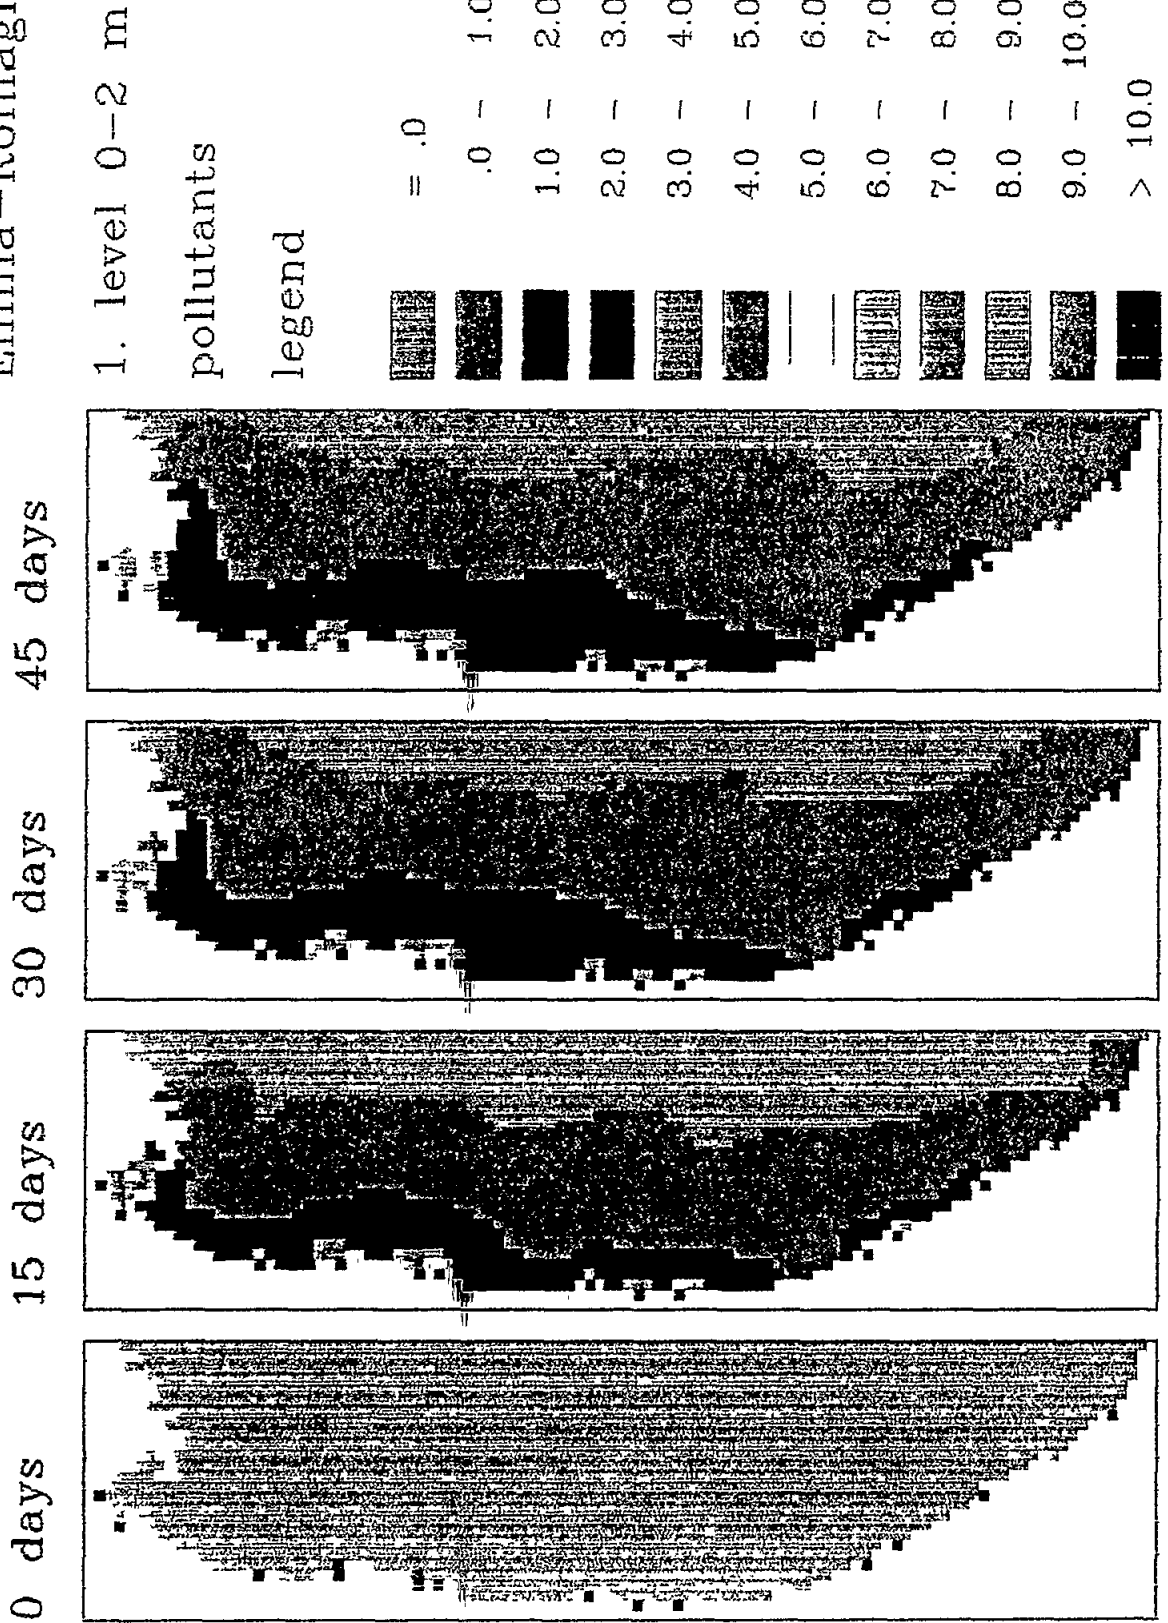 0 days
15 days
30 days
45 days
1. level 0-2 m
pollutants
legend
= .0
.0 - 1.0
1.0 - 2.0
2.0 - 3.0
3.0 - 4.0
4.0 - 5.0
5.0 - 6.0
6.0 - 7.0
7.0 - 8.0
8.0 - 9.0
9.0 - 10.0
> 10.0